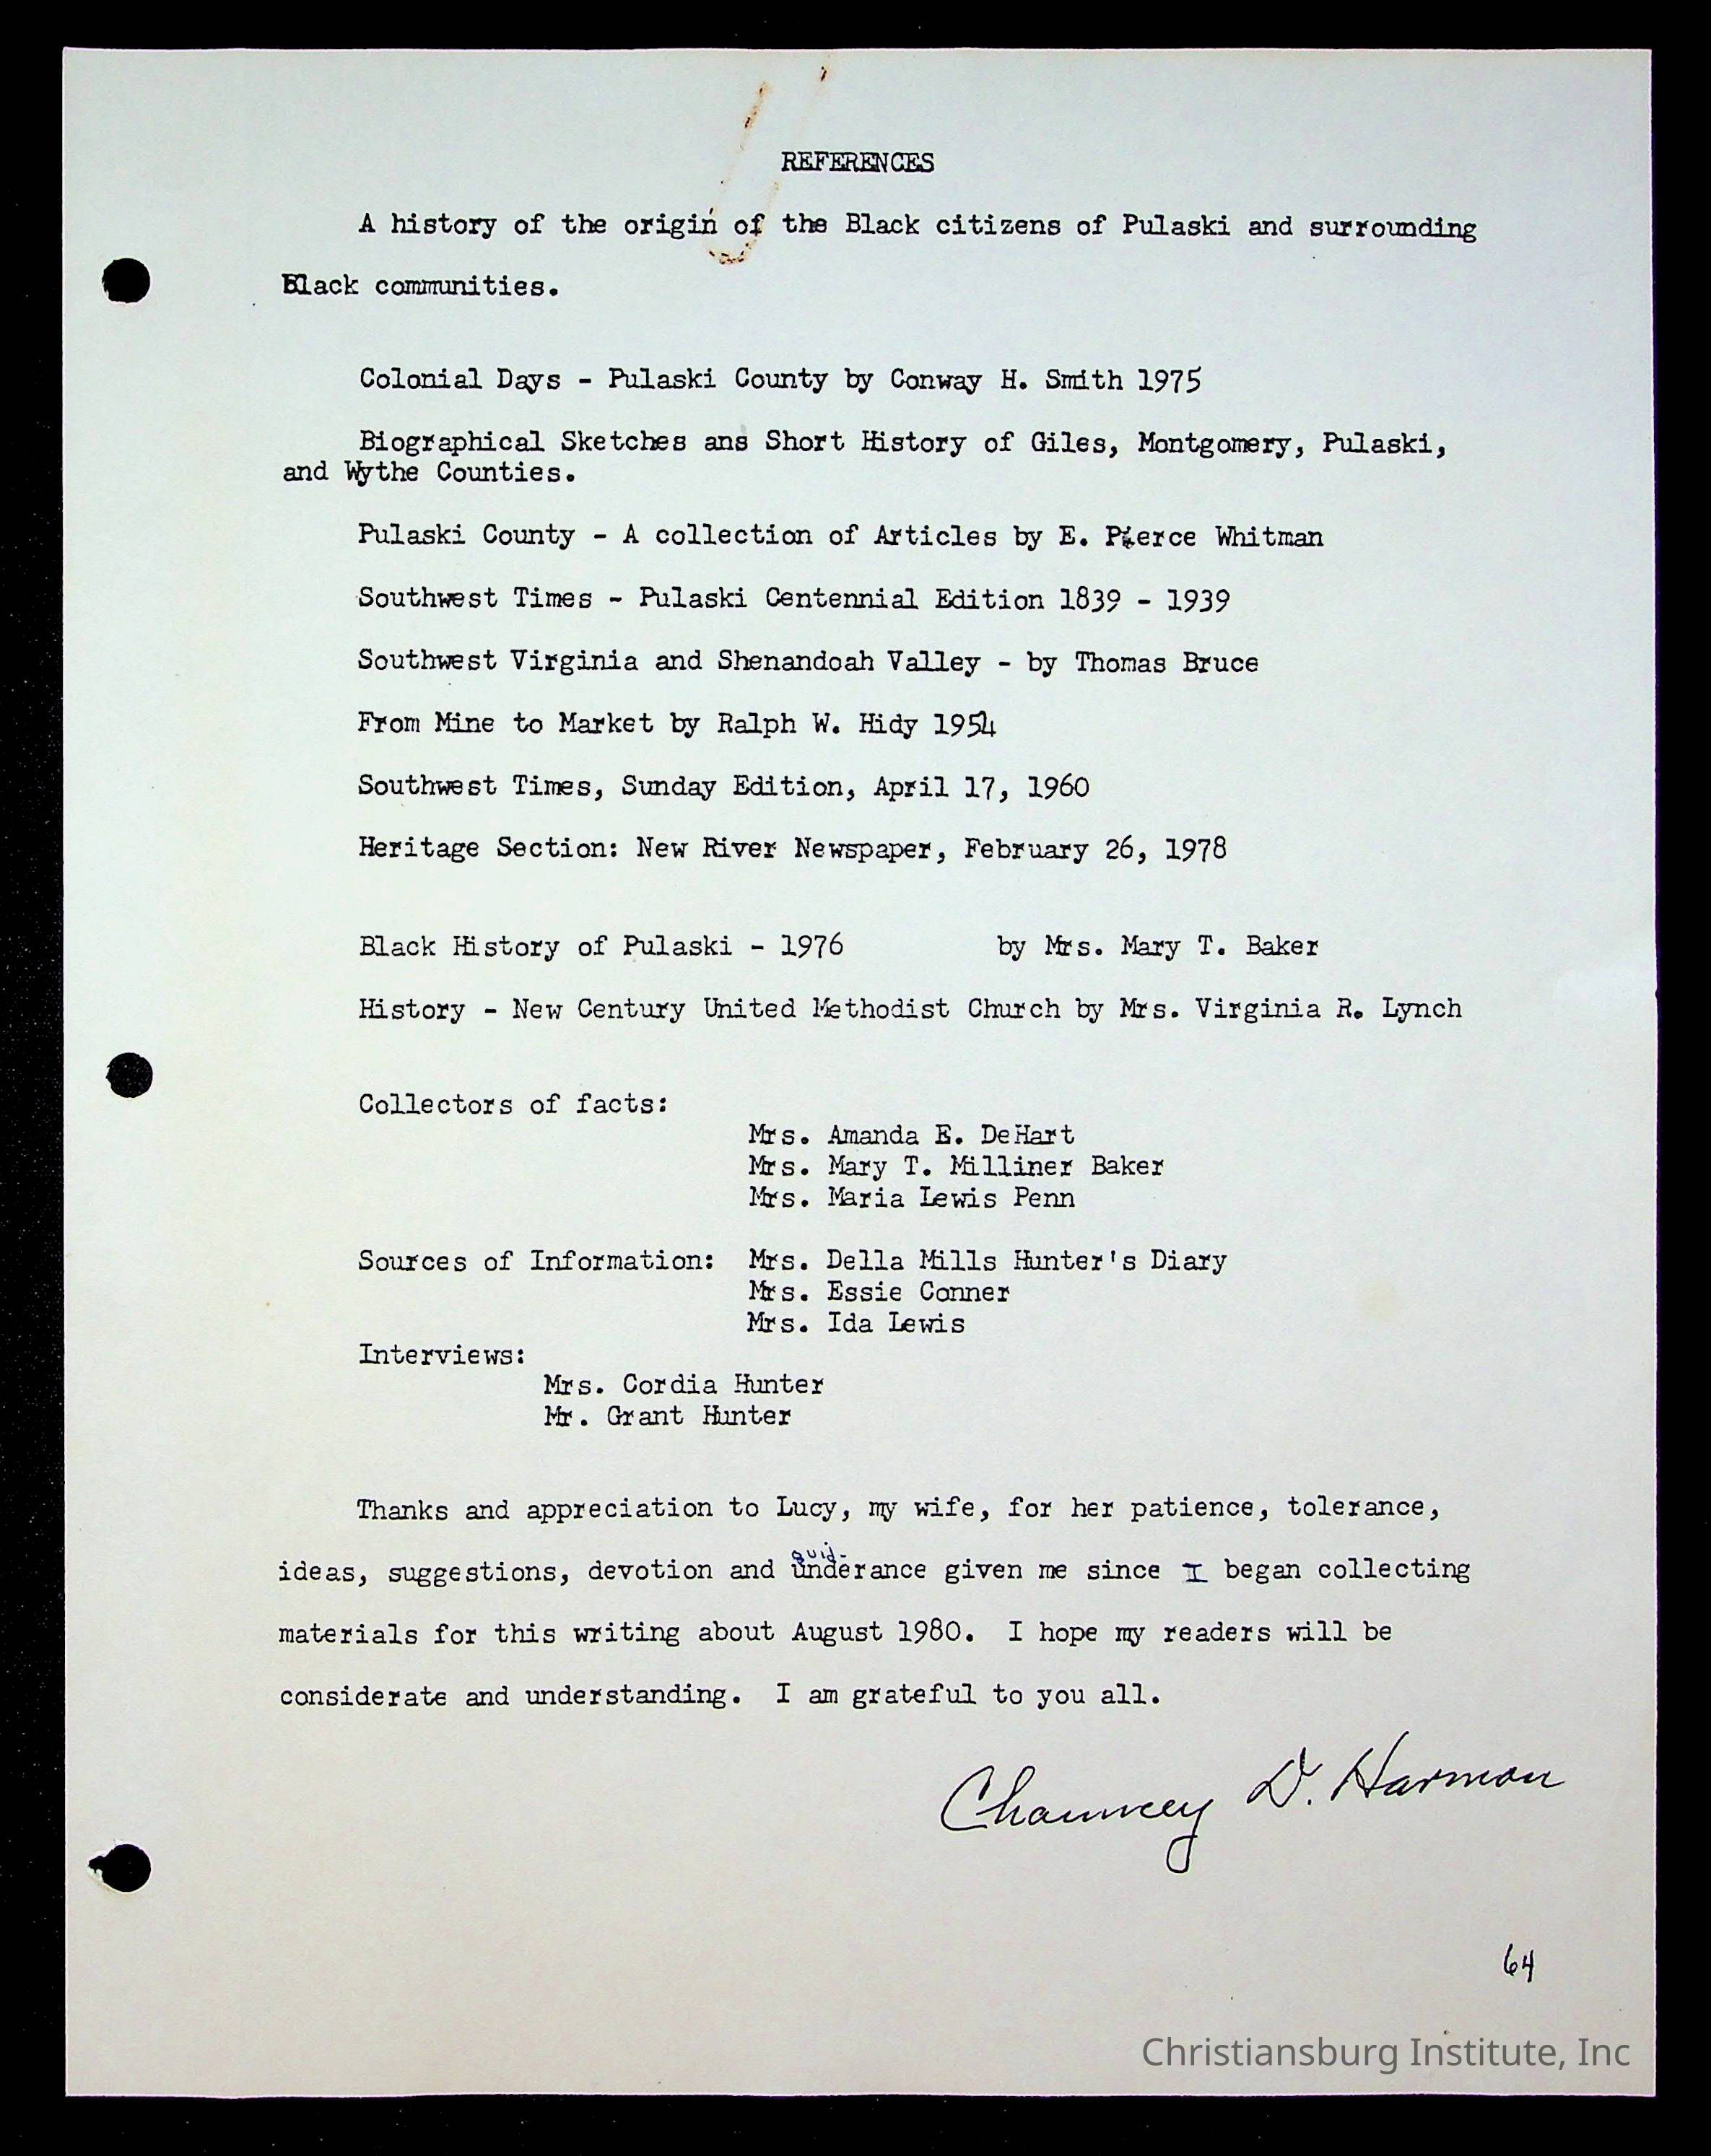 REFERENCES
A history of the origin of the Black citizens of Pulaski and surrounding
Black communities.
Colonial Days - Pulaski County by Conway H. Smith 1975
Biographical Sketches ans Short History of Giles, Montgomery, Pulaski,
and Wythe Counties.
Pulaski County - A collection of Articles by E. Pierce Whitman
Southwest Times - Pulaski Centennial Edition 1839 - 1939
Southwest Virginia and Shenandoah Valley - by Thomas Bruce
From Mine to Market by Ralph W. Hidy 1954
Southwest Times, Sunday Edition, April 17, 1960
Heritage Section: New River Newspaper, February 26, 1978
Black History of Pulaski - 1976 by Mrs. Mary T. Baker
History - New Century United Methodist Church by Mrs. Virginia R. Lynch
Collectors of facts:
Mrs. Amanda E. DeHart
Mrs. Mary T. Milliner Baker
Mrs. Maria Lewis Penn
Sources of Information: Mrs. Della Mills Hunter's Diary
Mrs. Essie Conner
Mrs. Ida Lewis
Interviews:
Mrs. Cordia Hunter
Mr. Grant Hunter
Thanks and appreciation to Lucy, my wife, for her patience, tolerance,
guid-
ideas, suggestions, devotion and underance given me since I began collecting
materials for this writing about August 1980. I hope my readers will be
considerate and understanding. I am grateful to you all.
Chauncey D. Harmon
64
Christiansburg Institute, Inc